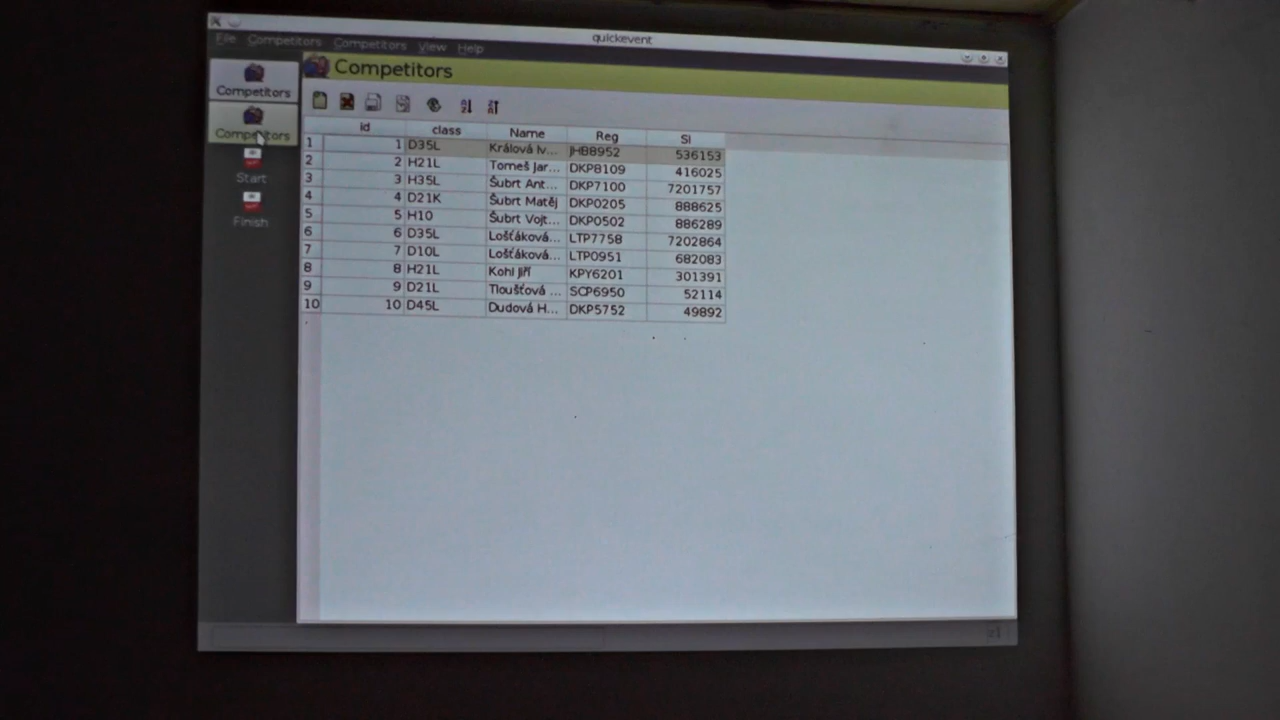 quickevent
File Competitors Competitors View Help
Competitors
Competitors
Competitors
Start
Finish
id class Name Reg SI
1 1 D35L Králová Iv... JHB8952 536153
2 2 H21L Tomeš Jar... DKP8109 416025
3 3 H35L Šubrt Ant... DKP7100 7201757
4 4 D21K Šubrt Matěj DKP0205 888625
5 5 H10 Šubrt Vojt... DKP0502 886289
6 6 D35L Lošťáková... LTP7758 7202864
7 7 D10L Lošťáková... LTP0951 682083
8 8 H21L Kohl Jiří KPY6201 301391
9 9 D21L Tloušťová ... SCP6950 52114
10 10 D45L Dudová H... DKP5752 49892